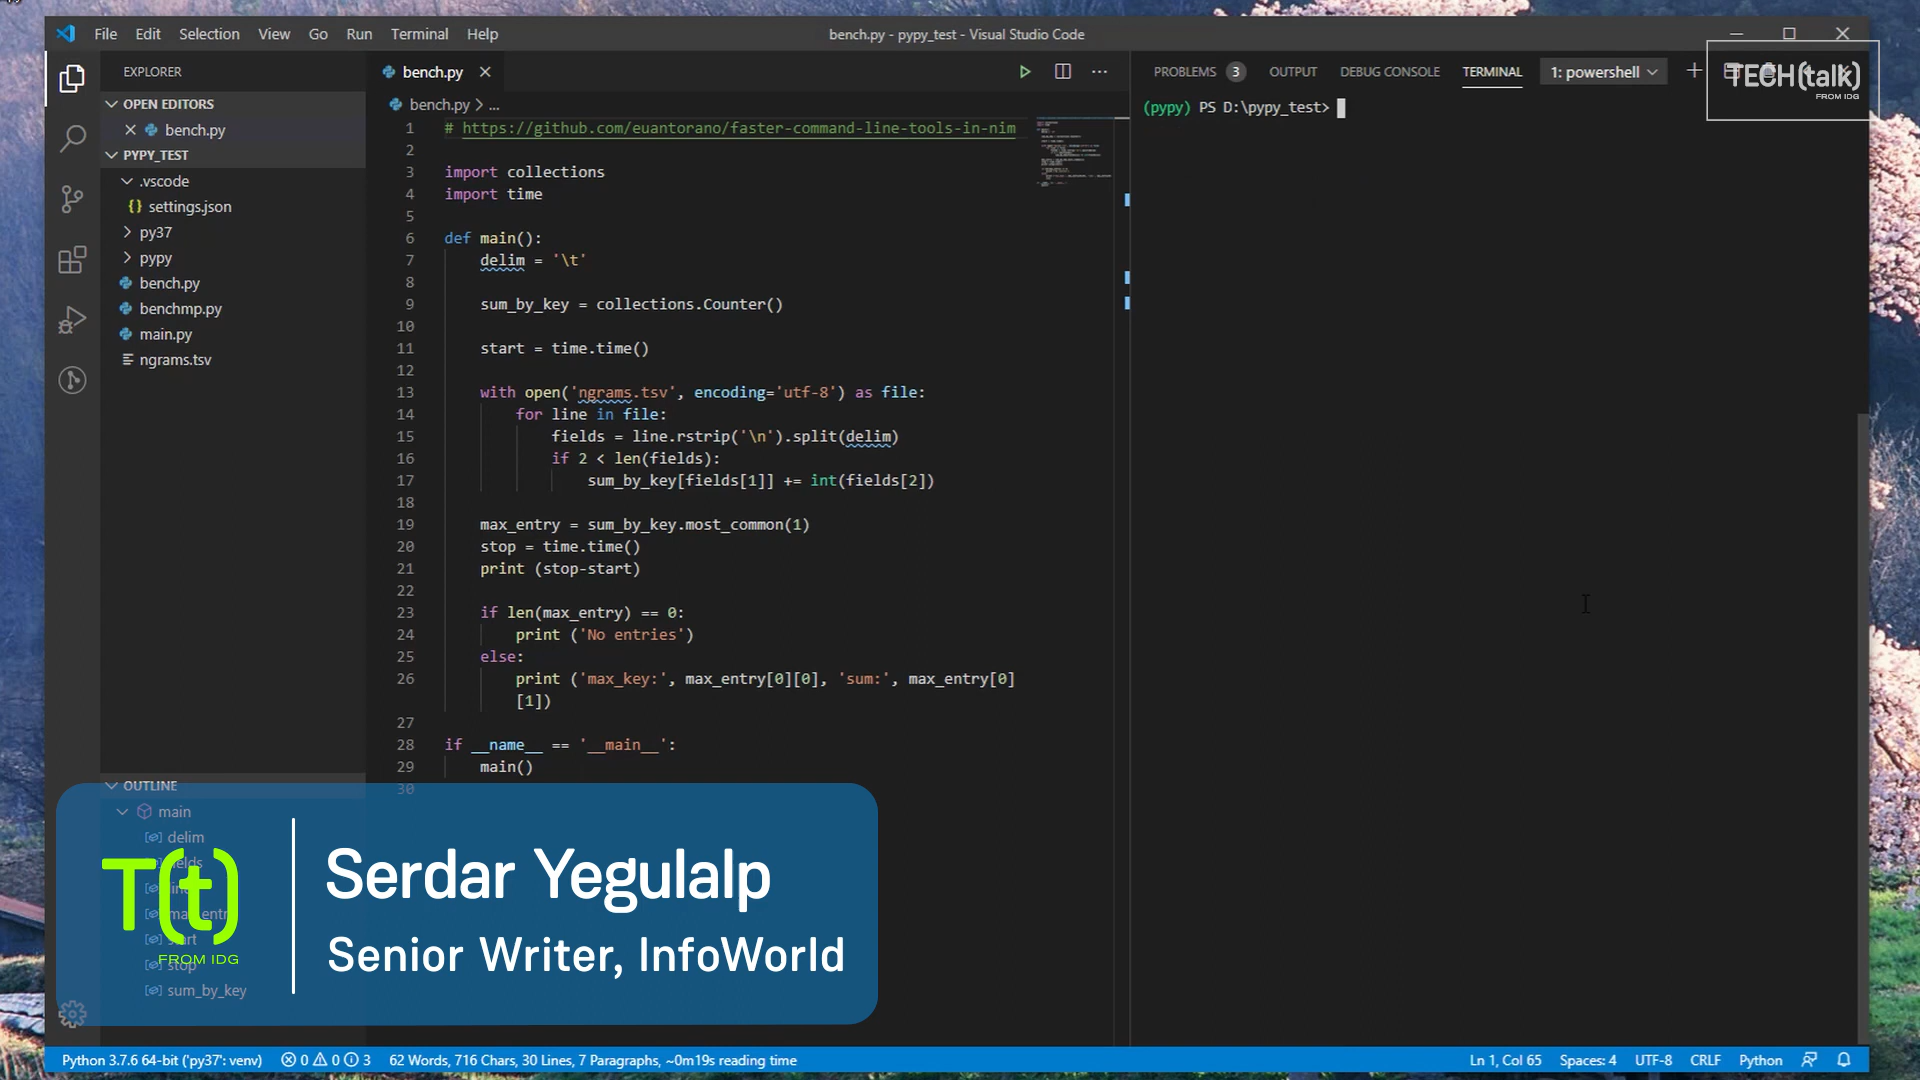 File Edit Selection View Go Run Terminal Help
bench.py - pypy_test - Visual Studio Code
EXPLORER
OPEN EDITORS
bench.py
PYPY_TEST
.vscode
{} settings.json
py37
pypy
bench.py
benchmp.py
main.py
ngrams.tsv
OUTLINE
main
delim
stop
sum_by_key
bench.py
bench.py > ...
1 # https://github.com/euantorano/faster-command-line-tools-in-nim
2
3 import collections
4 import time
5
6 def main():
7 delim = '\t'
8
9 sum_by_key = collections.Counter()
10
11 start = time.time()
12
13 with open('ngrams.tsv', encoding='utf-8') as file:
14 for line in file:
15 fields = line.rstrip('\n').split(delim)
16 if 2 < len(fields):
17 sum_by_key[fields[1]] += int(fields[2])
18
19 max_entry = sum_by_key.most_common(1)
20 stop = time.time()
21 print (stop-start)
22
23 if len(max_entry) == 0:
24 print ('No entries')
25 else:
26 print ('max_key:', max_entry[0][0], 'sum:', max_entry[0]
[1])
27
28 if __name__ == '__main__':
29 main()
30
PROBLEMS 3 OUTPUT DEBUG CONSOLE TERMINAL 1: powershell
(pypy) PS D:\pypy_test>
TECH(talk)
FROM IDG
T(t)
FROM IDG
Serdar Yegulalp
Senior Writer, InfoWorld
Python 3.7.6 64-bit ('py37': venv) 0 0 3 62 Words, 716 Chars, 30 Lines, 7 Paragraphs, ~0m19s reading time Ln 1, Col 65 Spaces: 4 UTF-8 CRLF Python